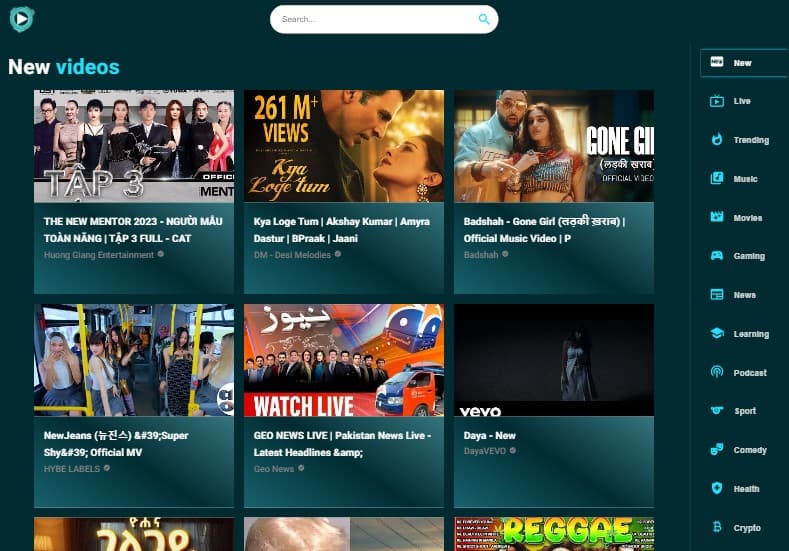 Search...
New videos
New
Live
Trending
Music
Movies
Gaming
News
Learning
Podcast
Sport
Comedy
Health
Crypto
TẬP 3
OFFIC
MENT
THE NEW MENTOR 2023 - NGƯỜI MẪU
TOÀN NĂNG | TẬP 3 FULL - CAT
Huong Giang Entertainment
261 M+
VIEWS
Kya
Loge tum
Kya Loge Tum | Akshay Kumar | Amyra
Dastur | BPraak | Jaani
DM - Desi Melodies
GONE GI
(लड़की ख़राब)
OFFICIAL VIDEO
Badshah - Gone Girl (लड़की ख़राब) |
Official Music Video | P
Badshah
NewJeans (뉴진스) &#39;Super
Shy&#39; Official MV
HYBE LABELS
نیوز
WATCH LIVE
GEO NEWS LIVE | Pakistan News Live -
Latest Headlines &amp;
Geo News
vevo
Daya - New
DayaVEVO
ዮሐና
REGGAE